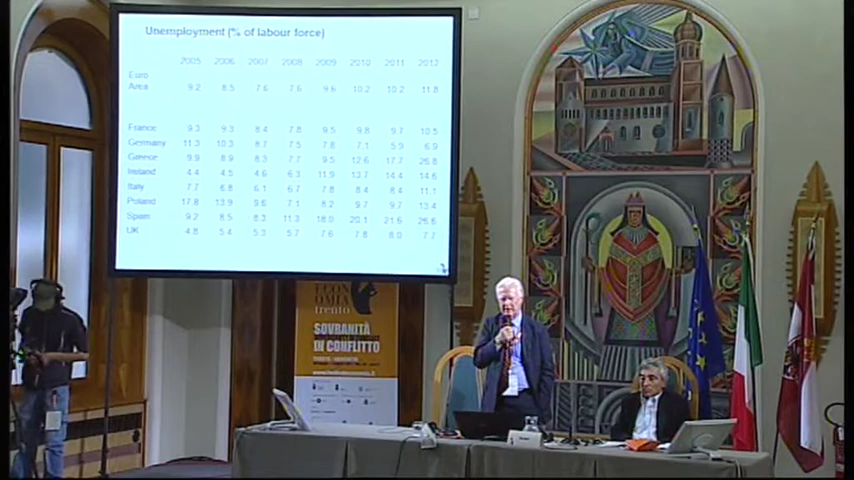 Unemployment (% of labour force)
2005 2006 2007 2008 2009 2010 2011 2012
Euro
Area 9.2 8.5 7.6 7.6 9.6 10.2 10.2 11.8
France 9.3 9.3 8.4 7.8 9.5 9.8 9.7 10.5
Germany 11.3 10.3 8.7 7.5 7.8 7.1 5.9 6.9
Greece 9.9 8.9 8.3 7.7 9.5 12.6 17.7 26.8
Ireland 4.4 4.5 4.6 6.3 11.9 13.7 14.4 14.6
Italy 7.7 6.8 6.1 6.7 7.8 8.4 8.4 11.1
Poland 17.8 13.9 9.6 7.1 8.2 9.7 9.7 13.4
Spain 9.2 8.5 8.3 11.3 18.0 20.1 21.6 26.6
UK 4.8 5.4 5.3 5.7 7.6 7.8 8.0 7.7
OMIA
trento
SOVRANITÀ
IN CONFLITTO